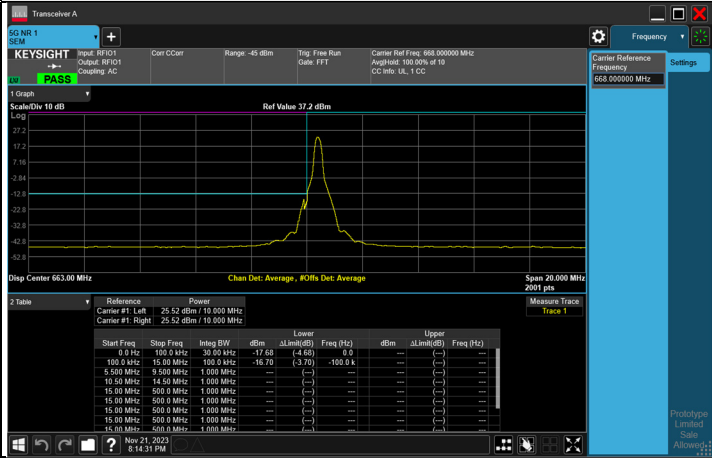 Transceiver A
5G NR 1
SEM
Frequency
KEYSIGHT
Input: RFIO1
Output: RFIO1
Coupling: AC
Corr CCorr
Range: -45 dBm
Trig: Free Run
Gate: FFT
Carrier Ref Freq: 668.000000 MHz
Avg|Hold: 100.00% of 10
CC Info: UL, 1 CC
LXI
PASS
Carrier Reference
Frequency
668.000000 MHz
Settings
1 Graph
Scale/Div 10 dB
Ref Value 37.2 dBm
Log
27.2
17.2
7.16
-2.84
-12.8
-22.8
-32.8
-42.8
-52.8
Disp Center 663.00 MHz
Chan Det: Average , #Offs Det: Average
Span 20.000 MHz
2001 pts
2 Table
Reference Power
Carrier #1: Left 25.52 dBm / 10.000 MHz
Carrier #1: Right 25.52 dBm / 10.000 MHz
Measure Trace
Trace 1
Lower Upper
Start Freq Stop Freq Integ BW dBm ΔLimit(dB) Freq (Hz) dBm ΔLimit(dB) Freq (Hz)
0.0 Hz 100.0 kHz 30.00 kHz -17.68 (-4.68) 0.0 --- (---) ---
100.0 kHz 15.00 MHz 100.0 kHz -16.70 (-3.70) -100.0 k --- (---) ---
5.500 MHz 9.500 MHz 1.000 MHz --- (---) --- --- (---) ---
10.50 MHz 14.50 MHz 1.000 MHz --- (---) --- --- (---) ---
15.00 MHz 500.0 MHz 1.000 MHz --- (---) --- --- (---) ---
15.00 MHz 500.0 MHz 1.000 MHz --- (---) --- --- (---) ---
15.00 MHz 500.0 MHz 1.000 MHz --- (---) --- --- (---) ---
15.00 MHz 500.0 MHz 1.000 MHz --- (---) --- --- (---) ---
Nov 21, 2023
8:14:31 PM
Prototype
Limited
Sale
Allowed